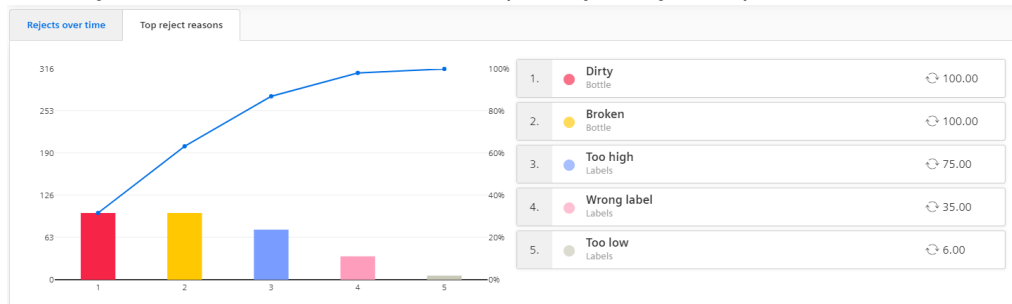 Rejects over time
Top reject reasons
316
253
190
126
63
0
100%
80%
60%
40%
20%
0%
1
2
3
4
5
1.
Dirty
Bottle
100.00
2.
Broken
Bottle
100.00
3.
Too high
Labels
75.00
4.
Wrong label
Labels
35.00
5.
Too low
Labels
6.00